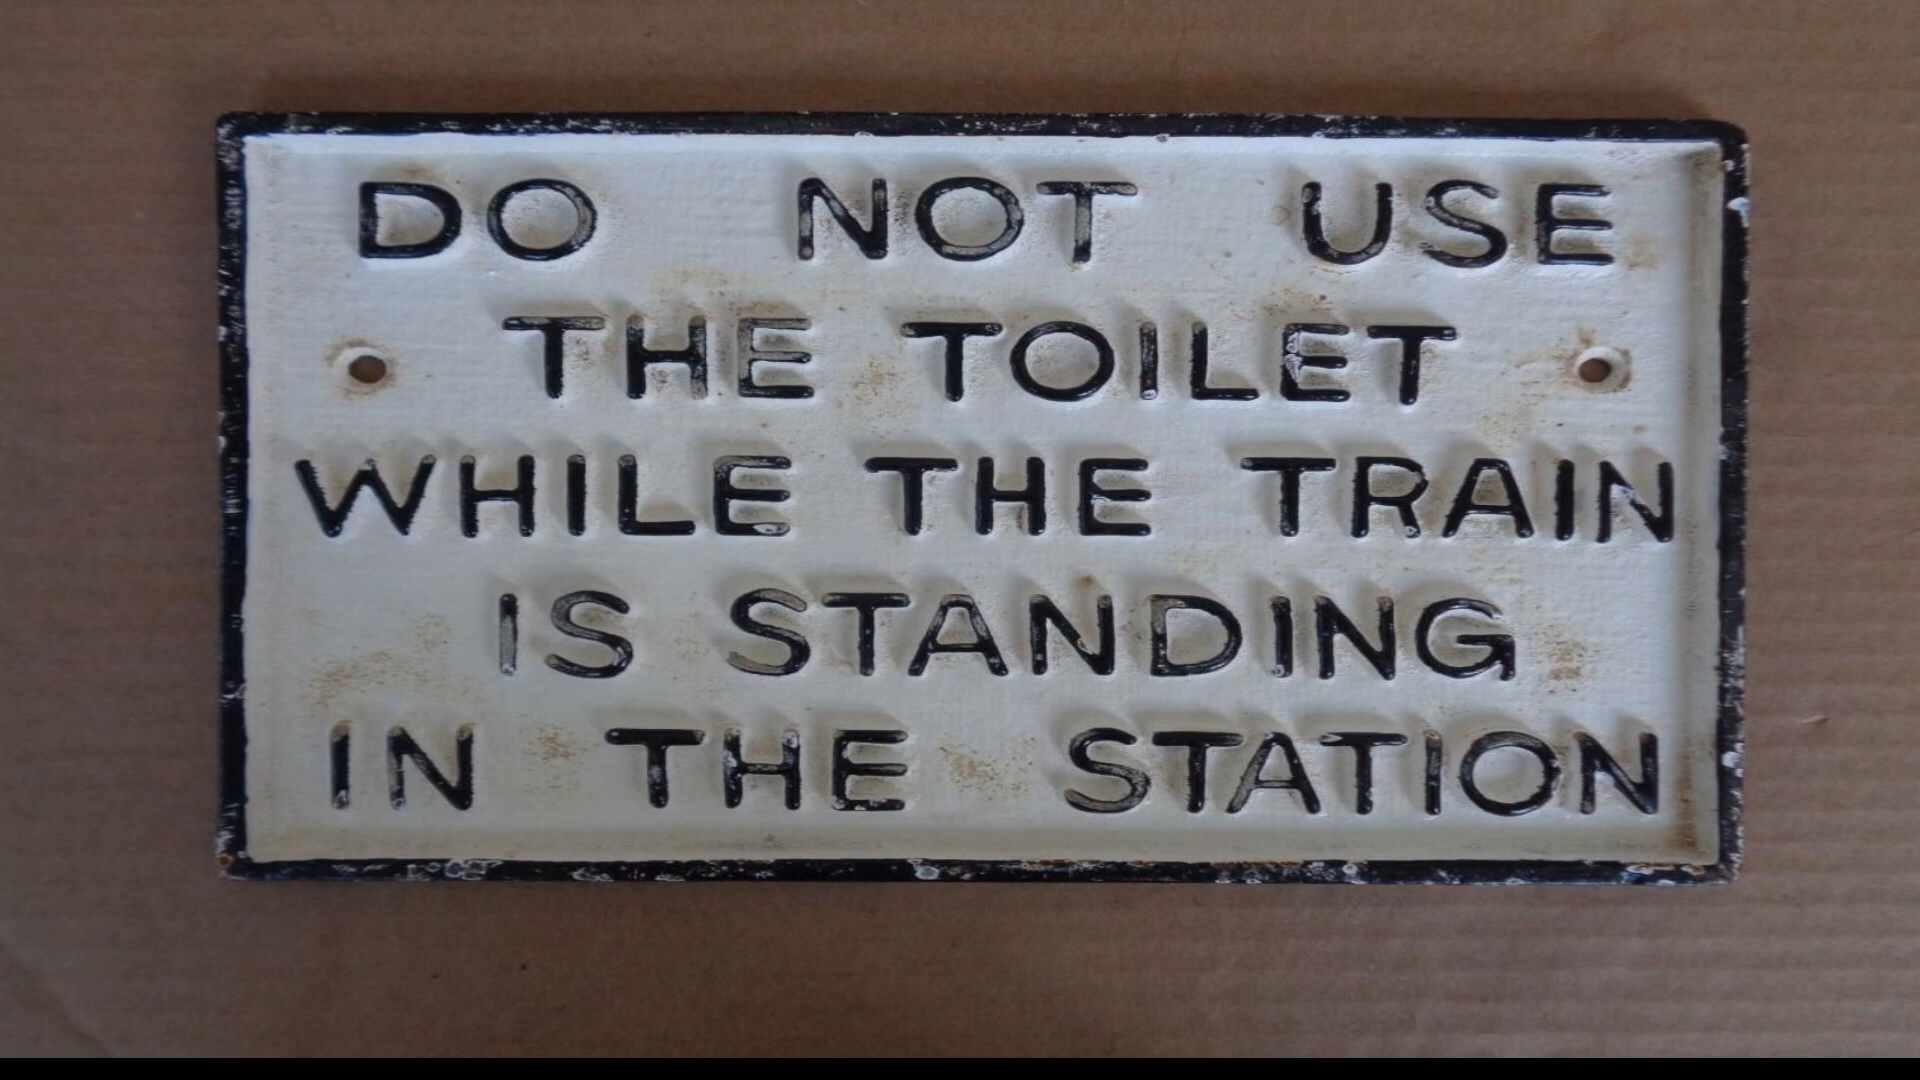 DO NOT USE
THE TOILET
WHILE THE TRAIN
IS STANDING
IN THE STATION